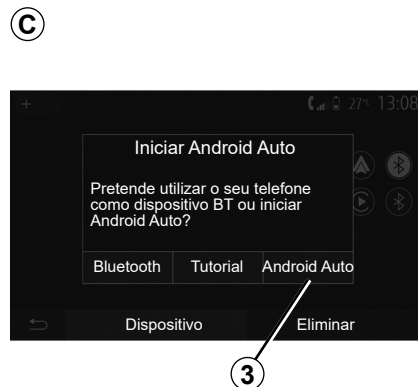 C
+ 27°C 13:08
Iniciar Android Auto
Pretende utilizar o seu telefone
como dispositivo BT ou iniciar
Android Auto?
Bluetooth Tutorial Android Auto
Dispositivo Eliminar
3